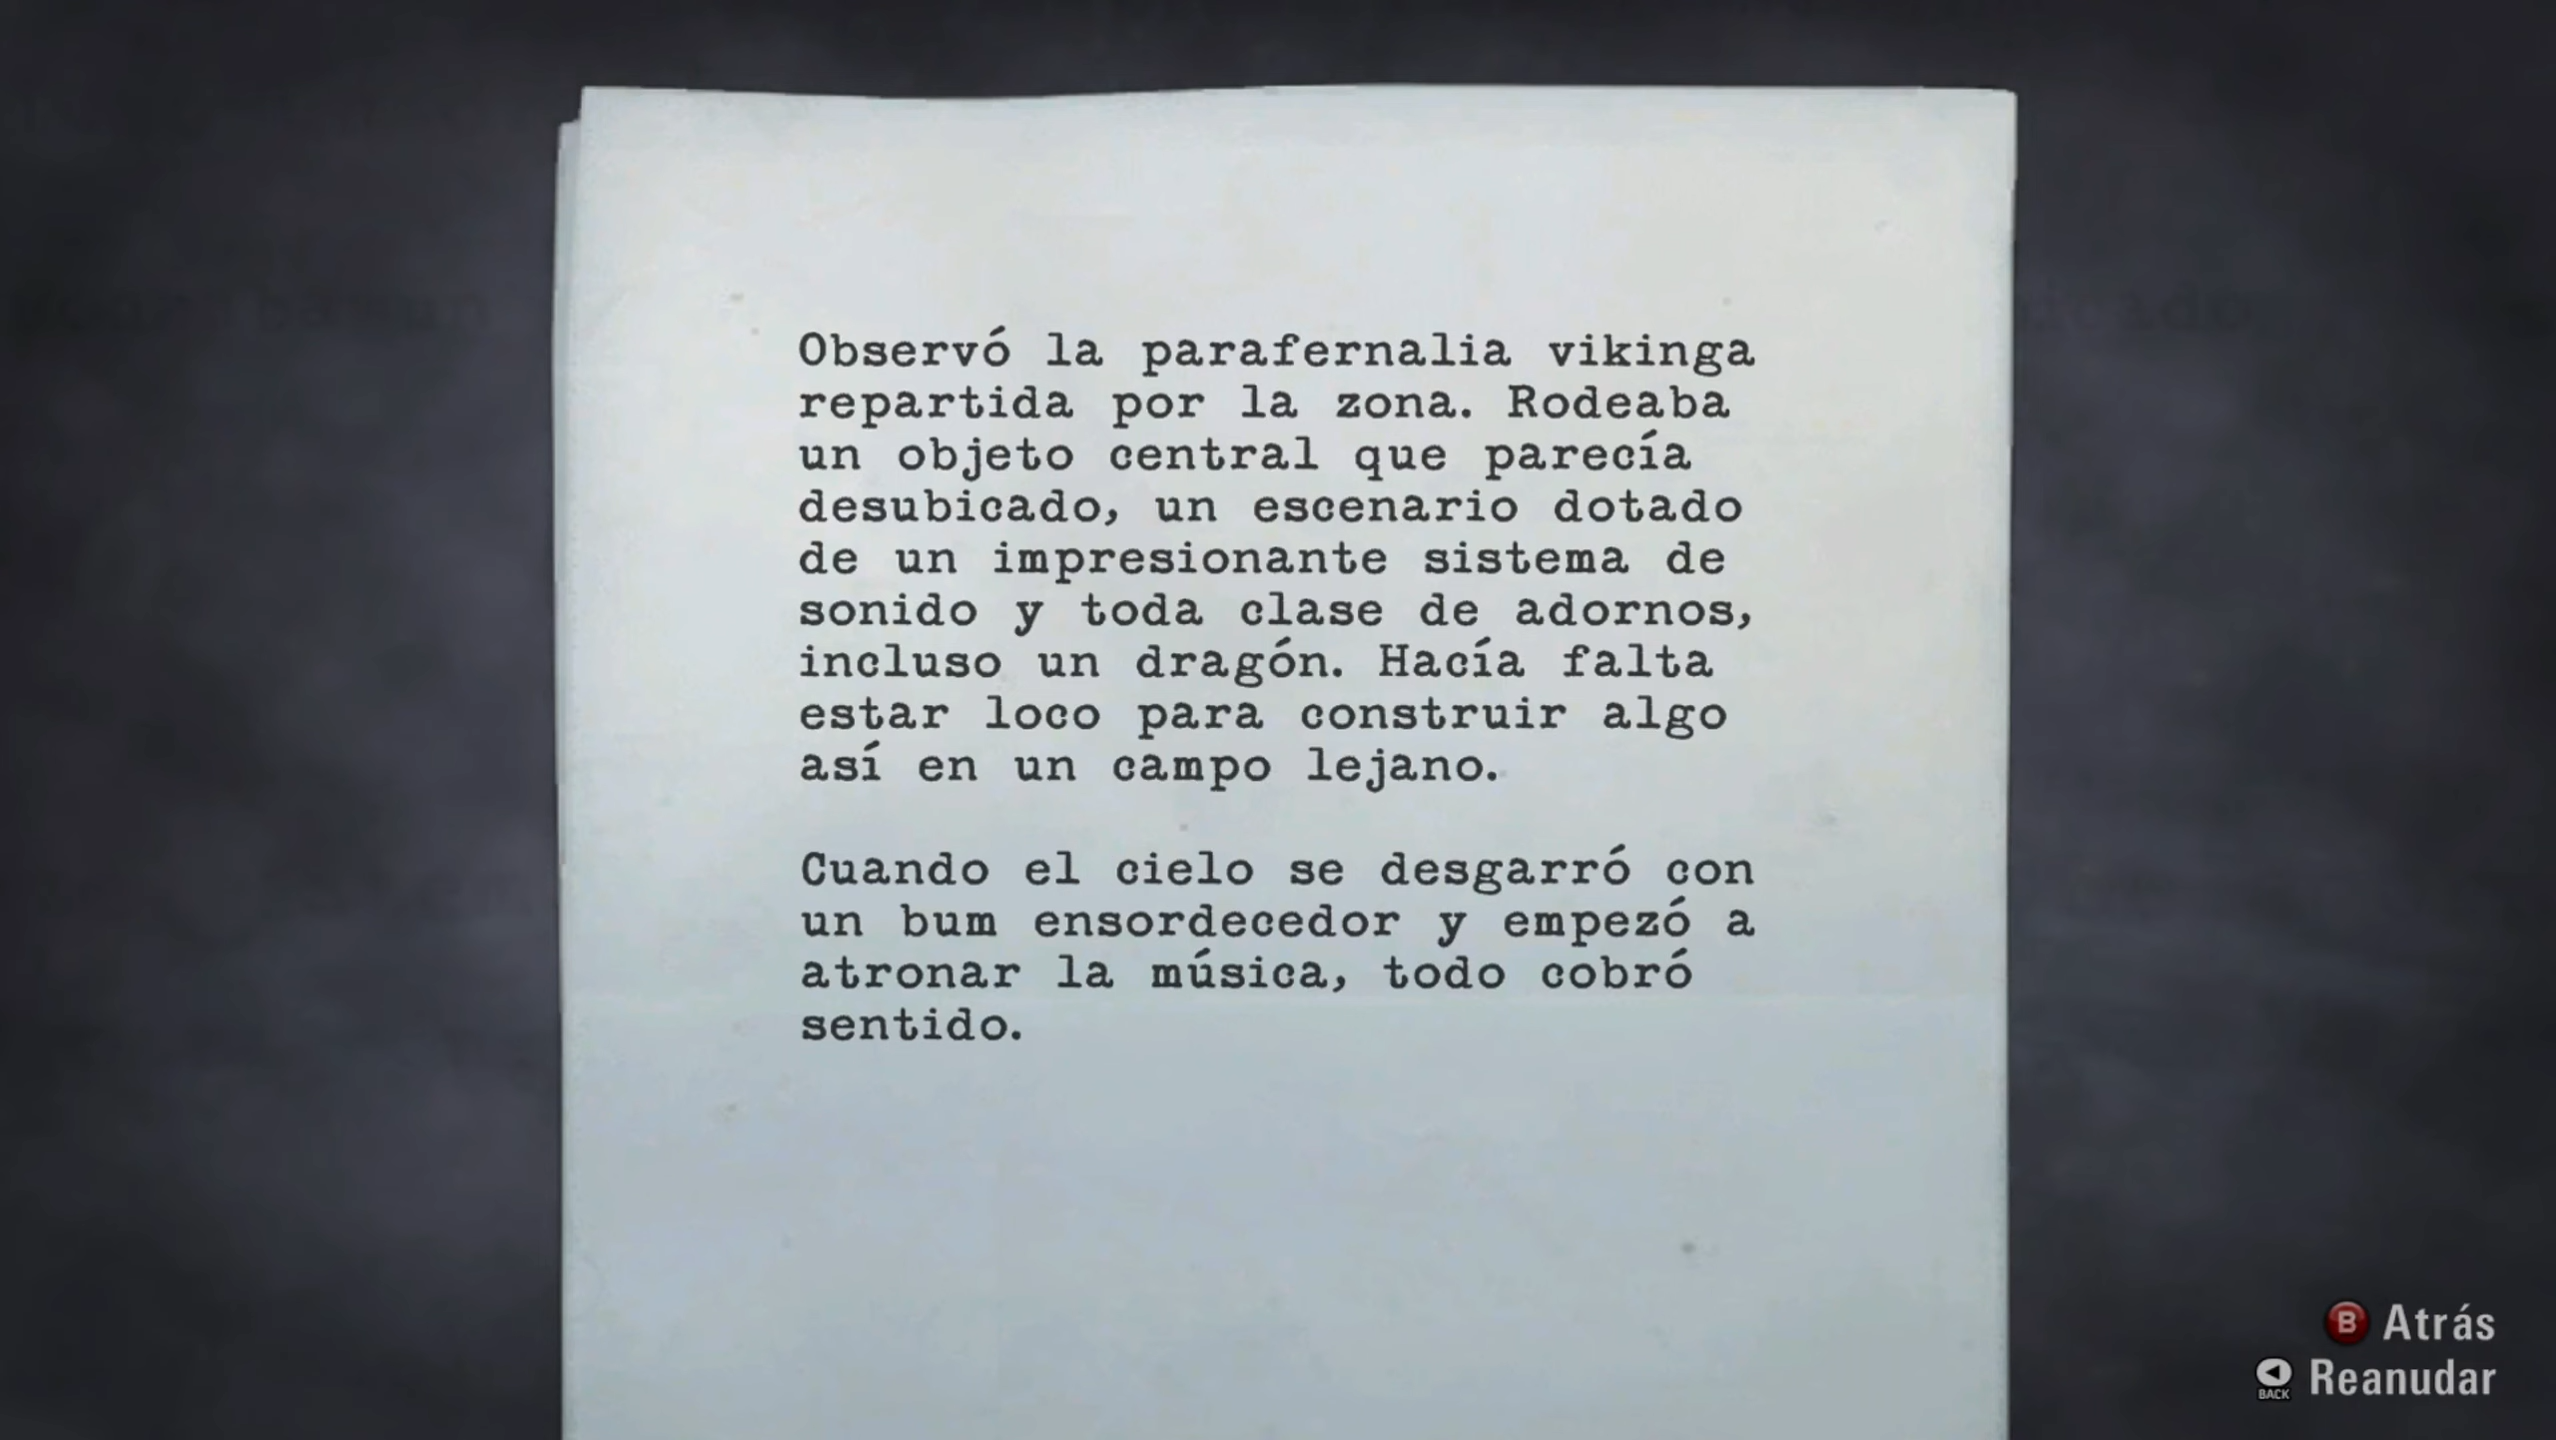 Observó la parafernalia vikinga
repartida por la zona. Rodeaba
un objeto central que parecía
desubicado, un escenario dotado
de un impresionante sistema de
sonido y toda clase de adornos,
incluso un dragón. Hacía falta
estar loco para construir algo
así en un campo lejano.
Cuando el cielo se desgarró con
un bum ensordecedor y empezó a
atronar la música, todo cobró
sentido.
B Atrás
BACK Reanudar